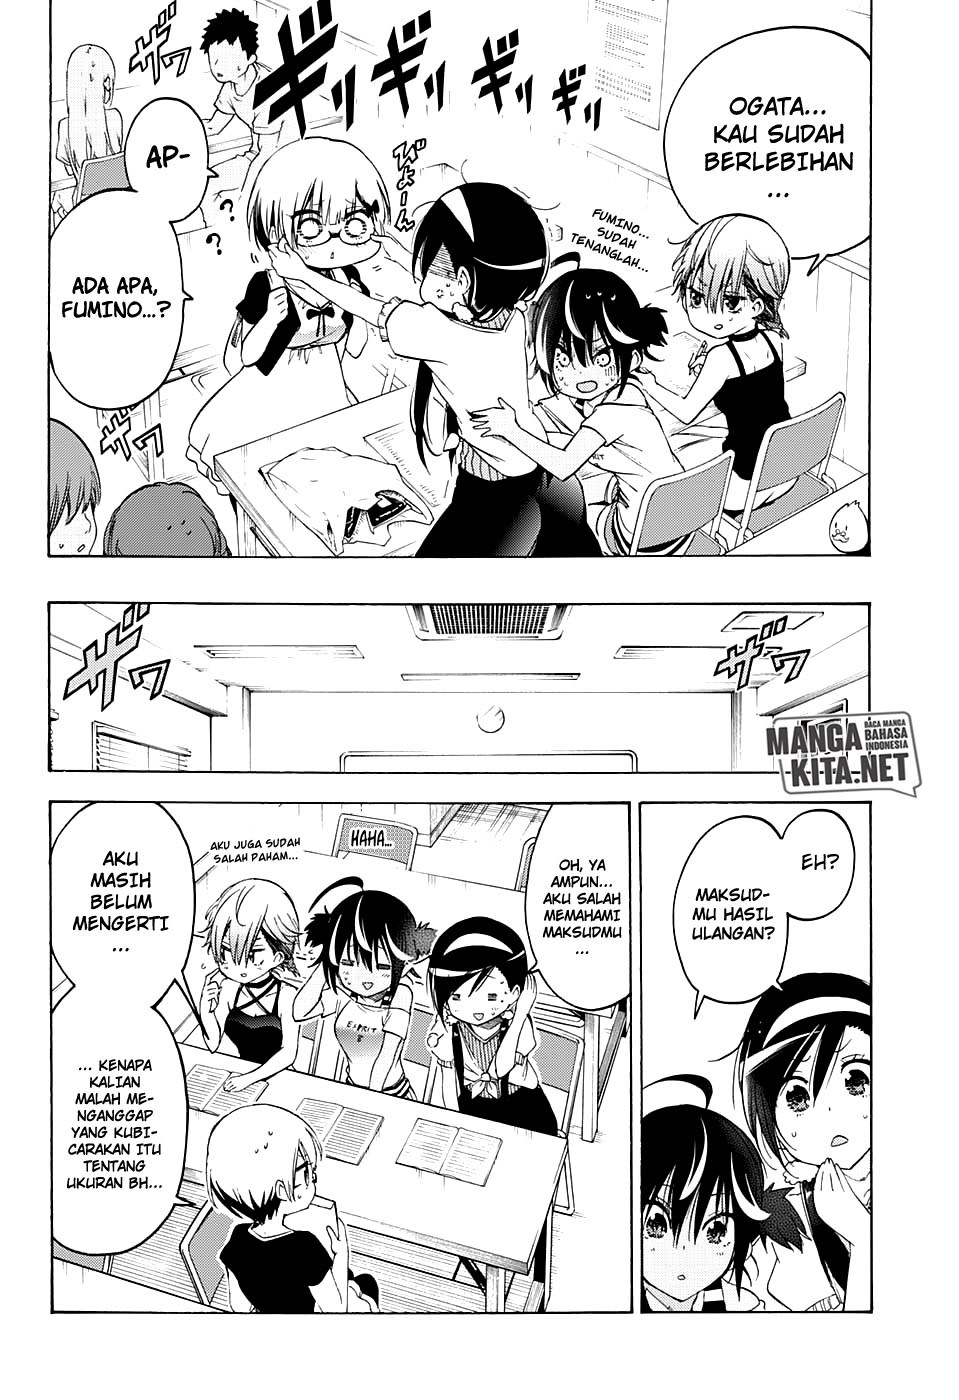 ザワ
ギリ ギリ ギリ ギリ
OGATA...
KAU SUDAH
BERLEBIHAN
...
AP-
びよーん
FUMINO...
SUDAH
TENANGLAH...
?
?
ADA APA,
FUMINO...?
ザワ
ザワ
ザワ
MANGA
KITA.NET
BACA MANGA
BAHASA
INDONESIA
EH?
MAKSUD-
MU HASIL
ULANGAN?
OH, YA
AMPUN...
AKU SALAH
MEMAHAMI
MAKSUDMU
...
HAHA...
AKU JUGA SUDAH
SALAH PAHAM...
AKU
MASIH
BELUM
MENGERTI
...
ESPRIT
... KENAPA
KALIAN
MALAH ME-
NGANGGAP
YANG KUBI-
CARAKAN ITU
TENTANG
UKURAN BH...